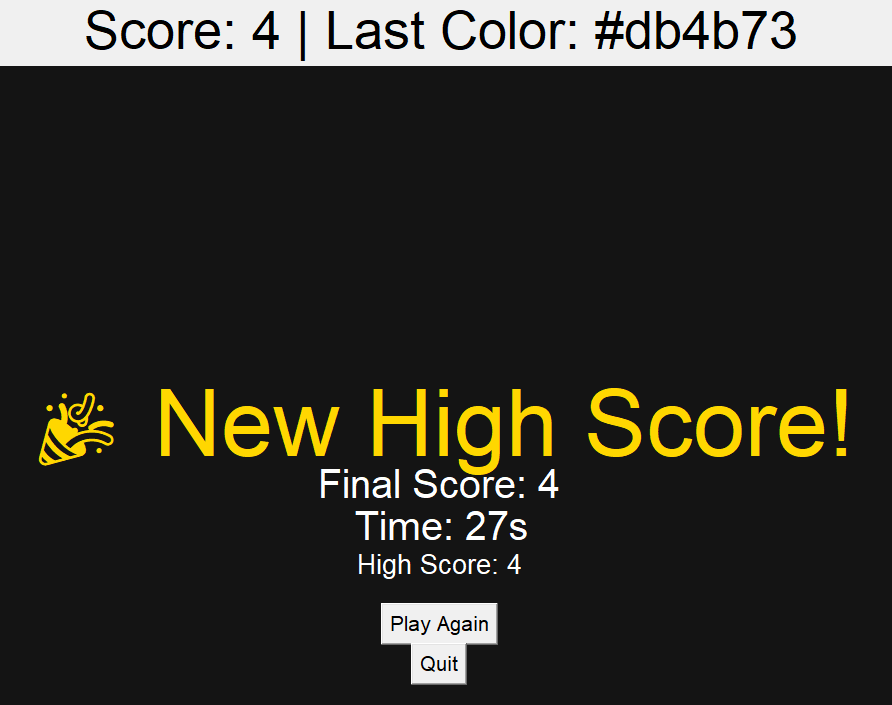 Score: 4 | Last Color: #db4b73
🎉 New High Score!
Final Score: 4
Time: 27s
High Score: 4
Play Again
Quit